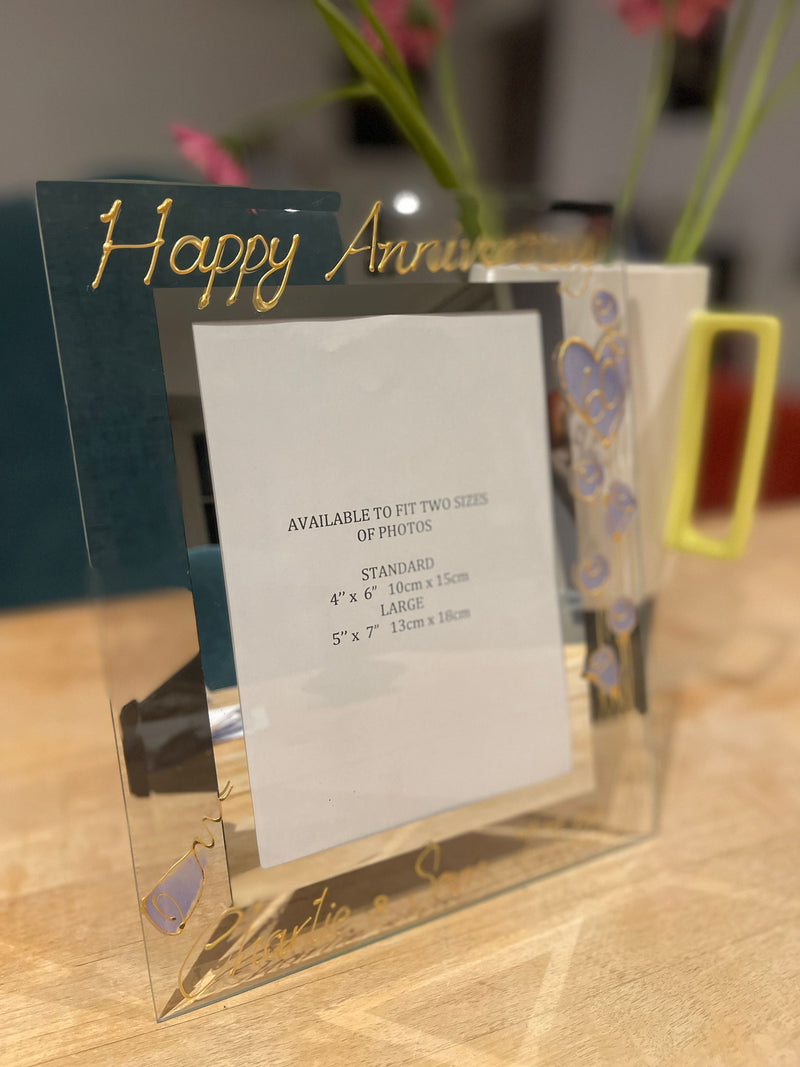 Happy Anniversary
AVAILABLE TO FIT TWO SIZES
OF PHOTOS
STANDARD
4” x 6” 10cm x 15cm
LARGE
5” x 7” 13cm x 18cm
Charlie &